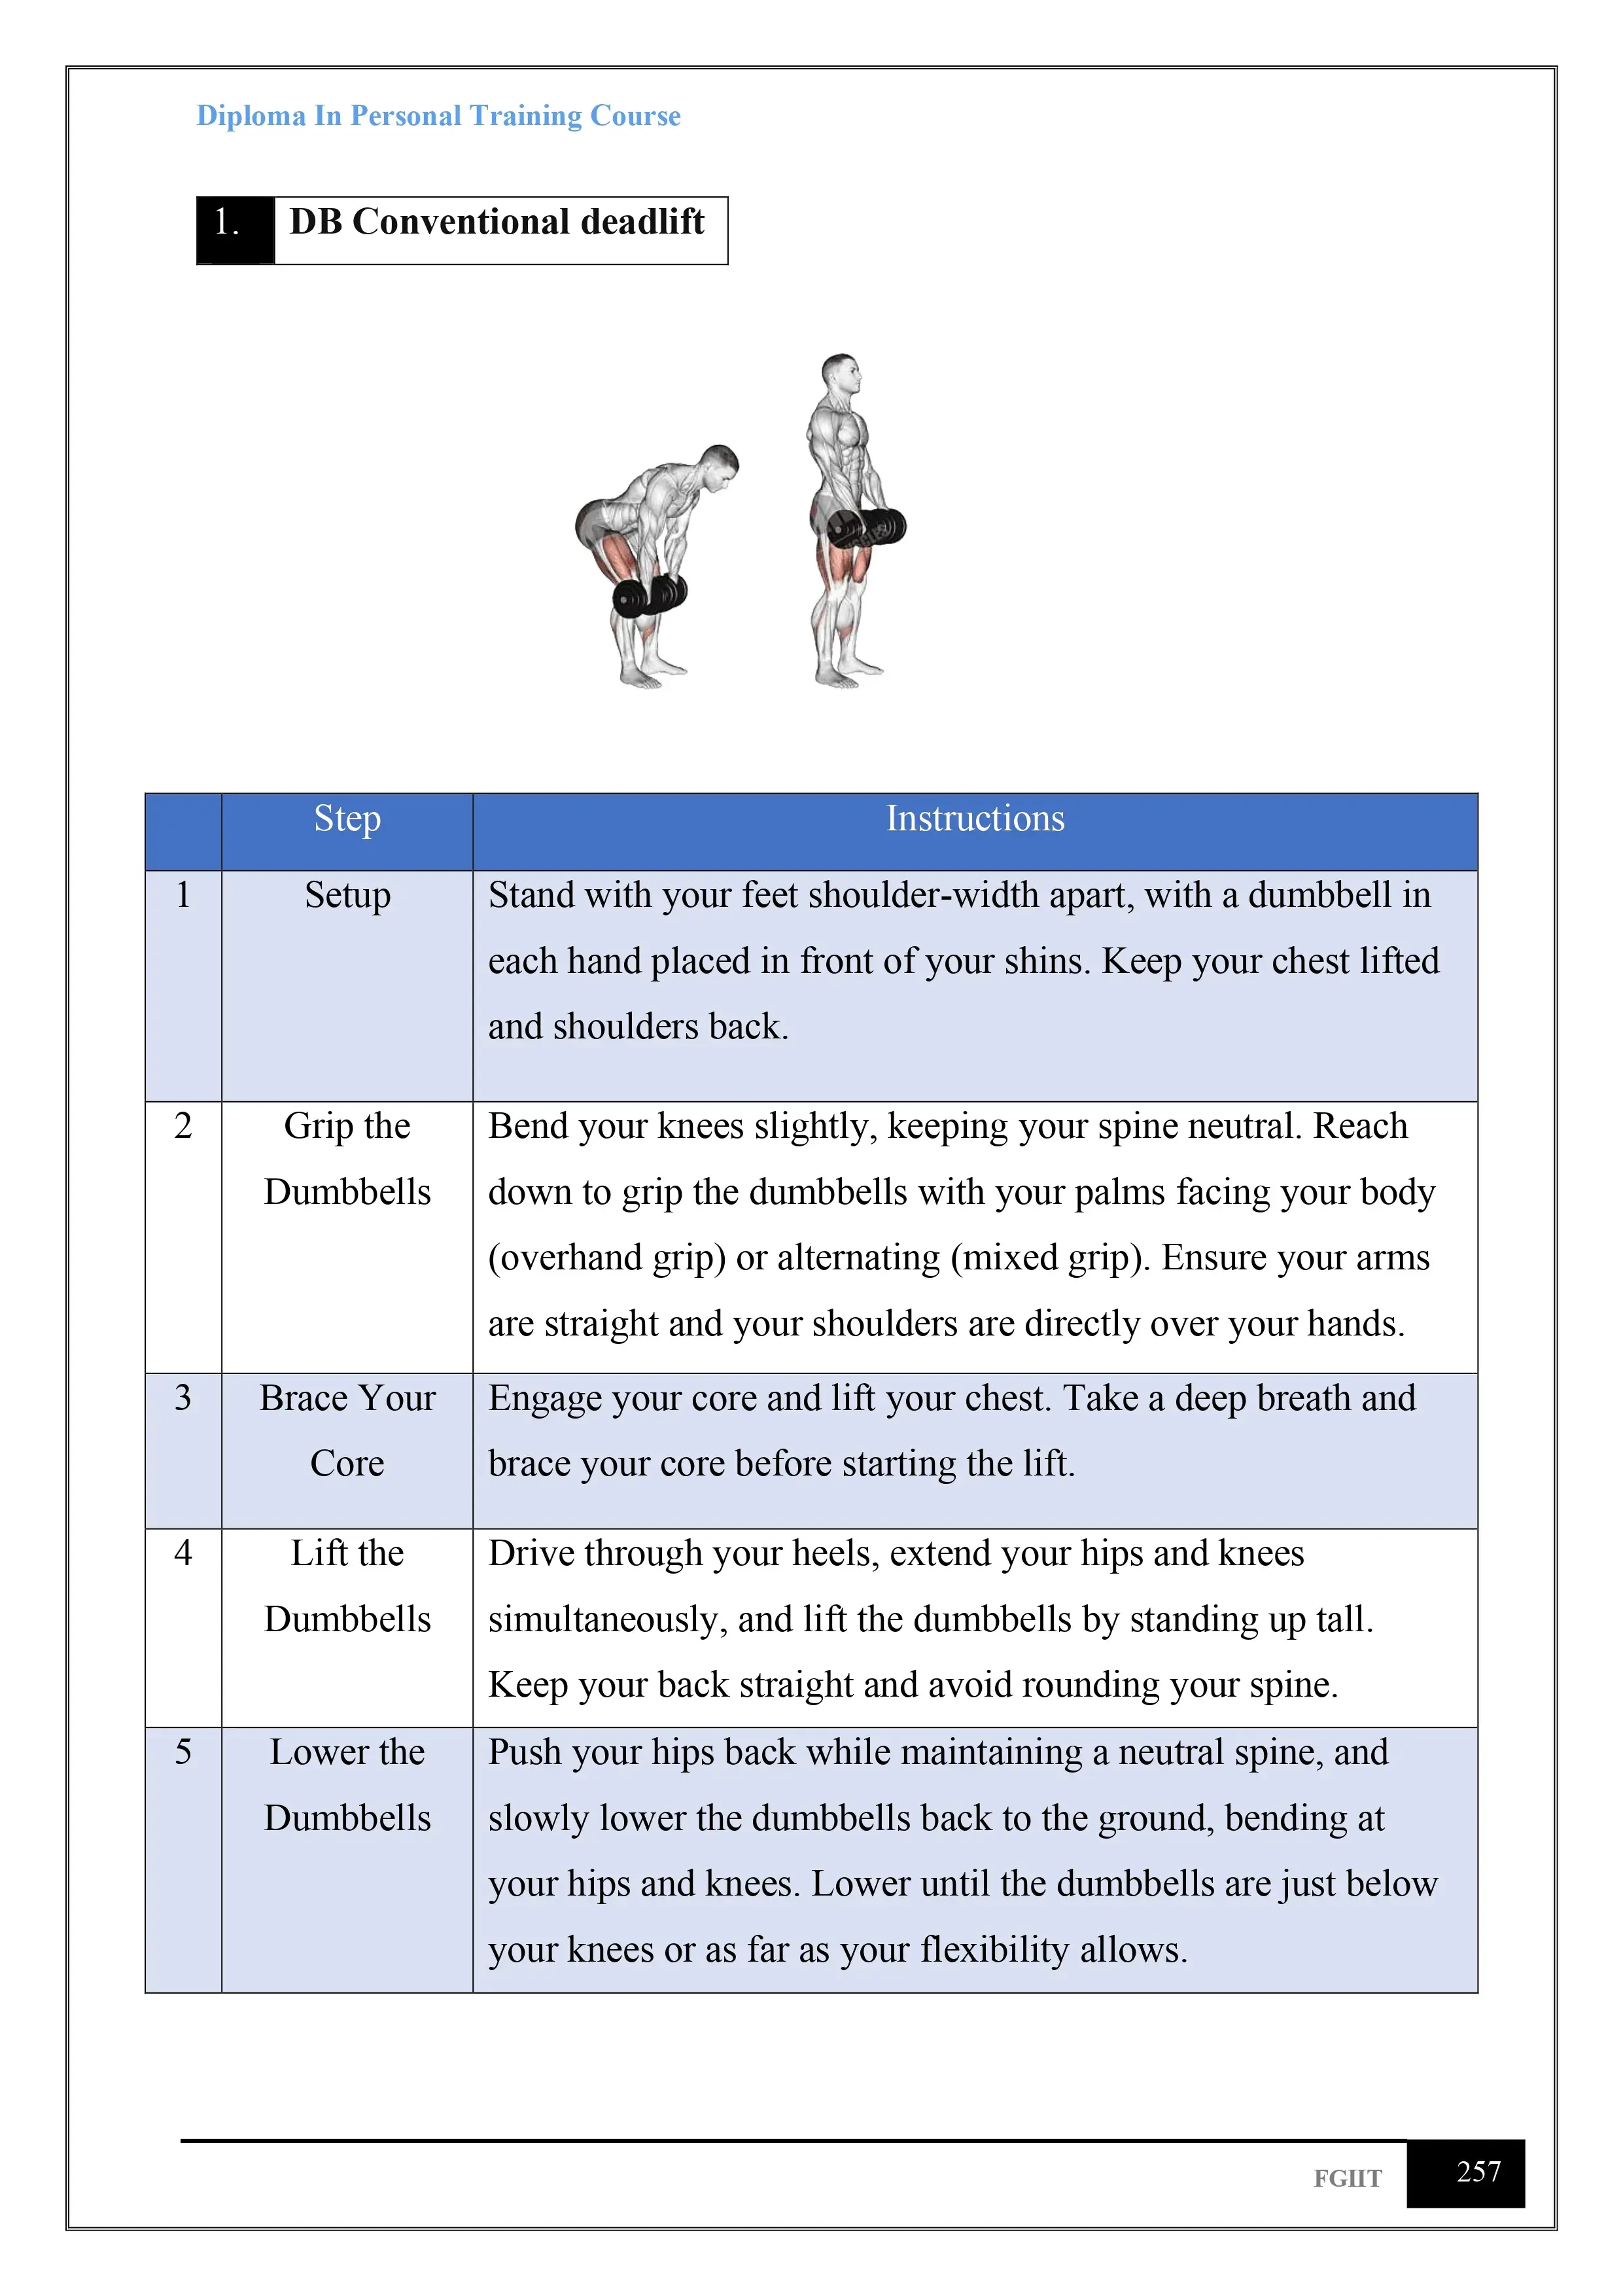 Diploma In Personal Training Course
1. DB Conventional deadlift
Step Instructions
1 Setup Stand with your feet shoulder-width apart, with a dumbbell in
each hand placed in front of your shins. Keep your chest lifted
and shoulders back.
2 Grip the Bend your knees slightly, keeping your spine neutral. Reach
Dumbbells down to grip the dumbbells with your palms facing your body
(overhand grip) or alternating (mixed grip). Ensure your arms
are straight and your shoulders are directly over your hands.
3 Brace Your Engage your core and lift your chest. Take a deep breath and
Core brace your core before starting the lift.
4 Lift the Drive through your heels, extend your hips and knees
Dumbbells simultaneously, and lift the dumbbells by standing up tall.
Keep your back straight and avoid rounding your spine.
5 Lower the Push your hips back while maintaining a neutral spine, and
Dumbbells slowly lower the dumbbells back to the ground, bending at
your hips and knees. Lower until the dumbbells are just below
your knees or as far as your flexibility allows.
FGIIT 257